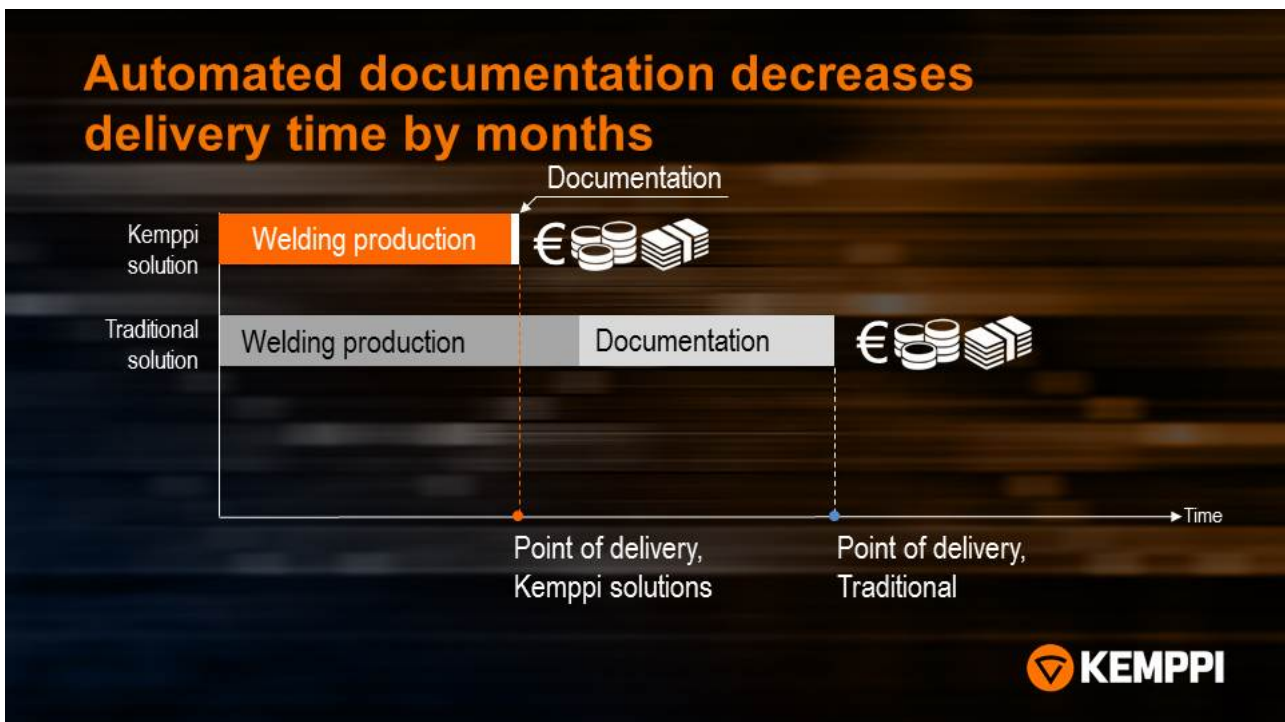 Automated documentation decreases
delivery time by months
Documentation
Kemppi
solution
Welding production
€
Traditional
solution
Welding production
Documentation
€
Time
Point of delivery,
Kemppi solutions
Point of delivery,
Traditional
KEMPPI